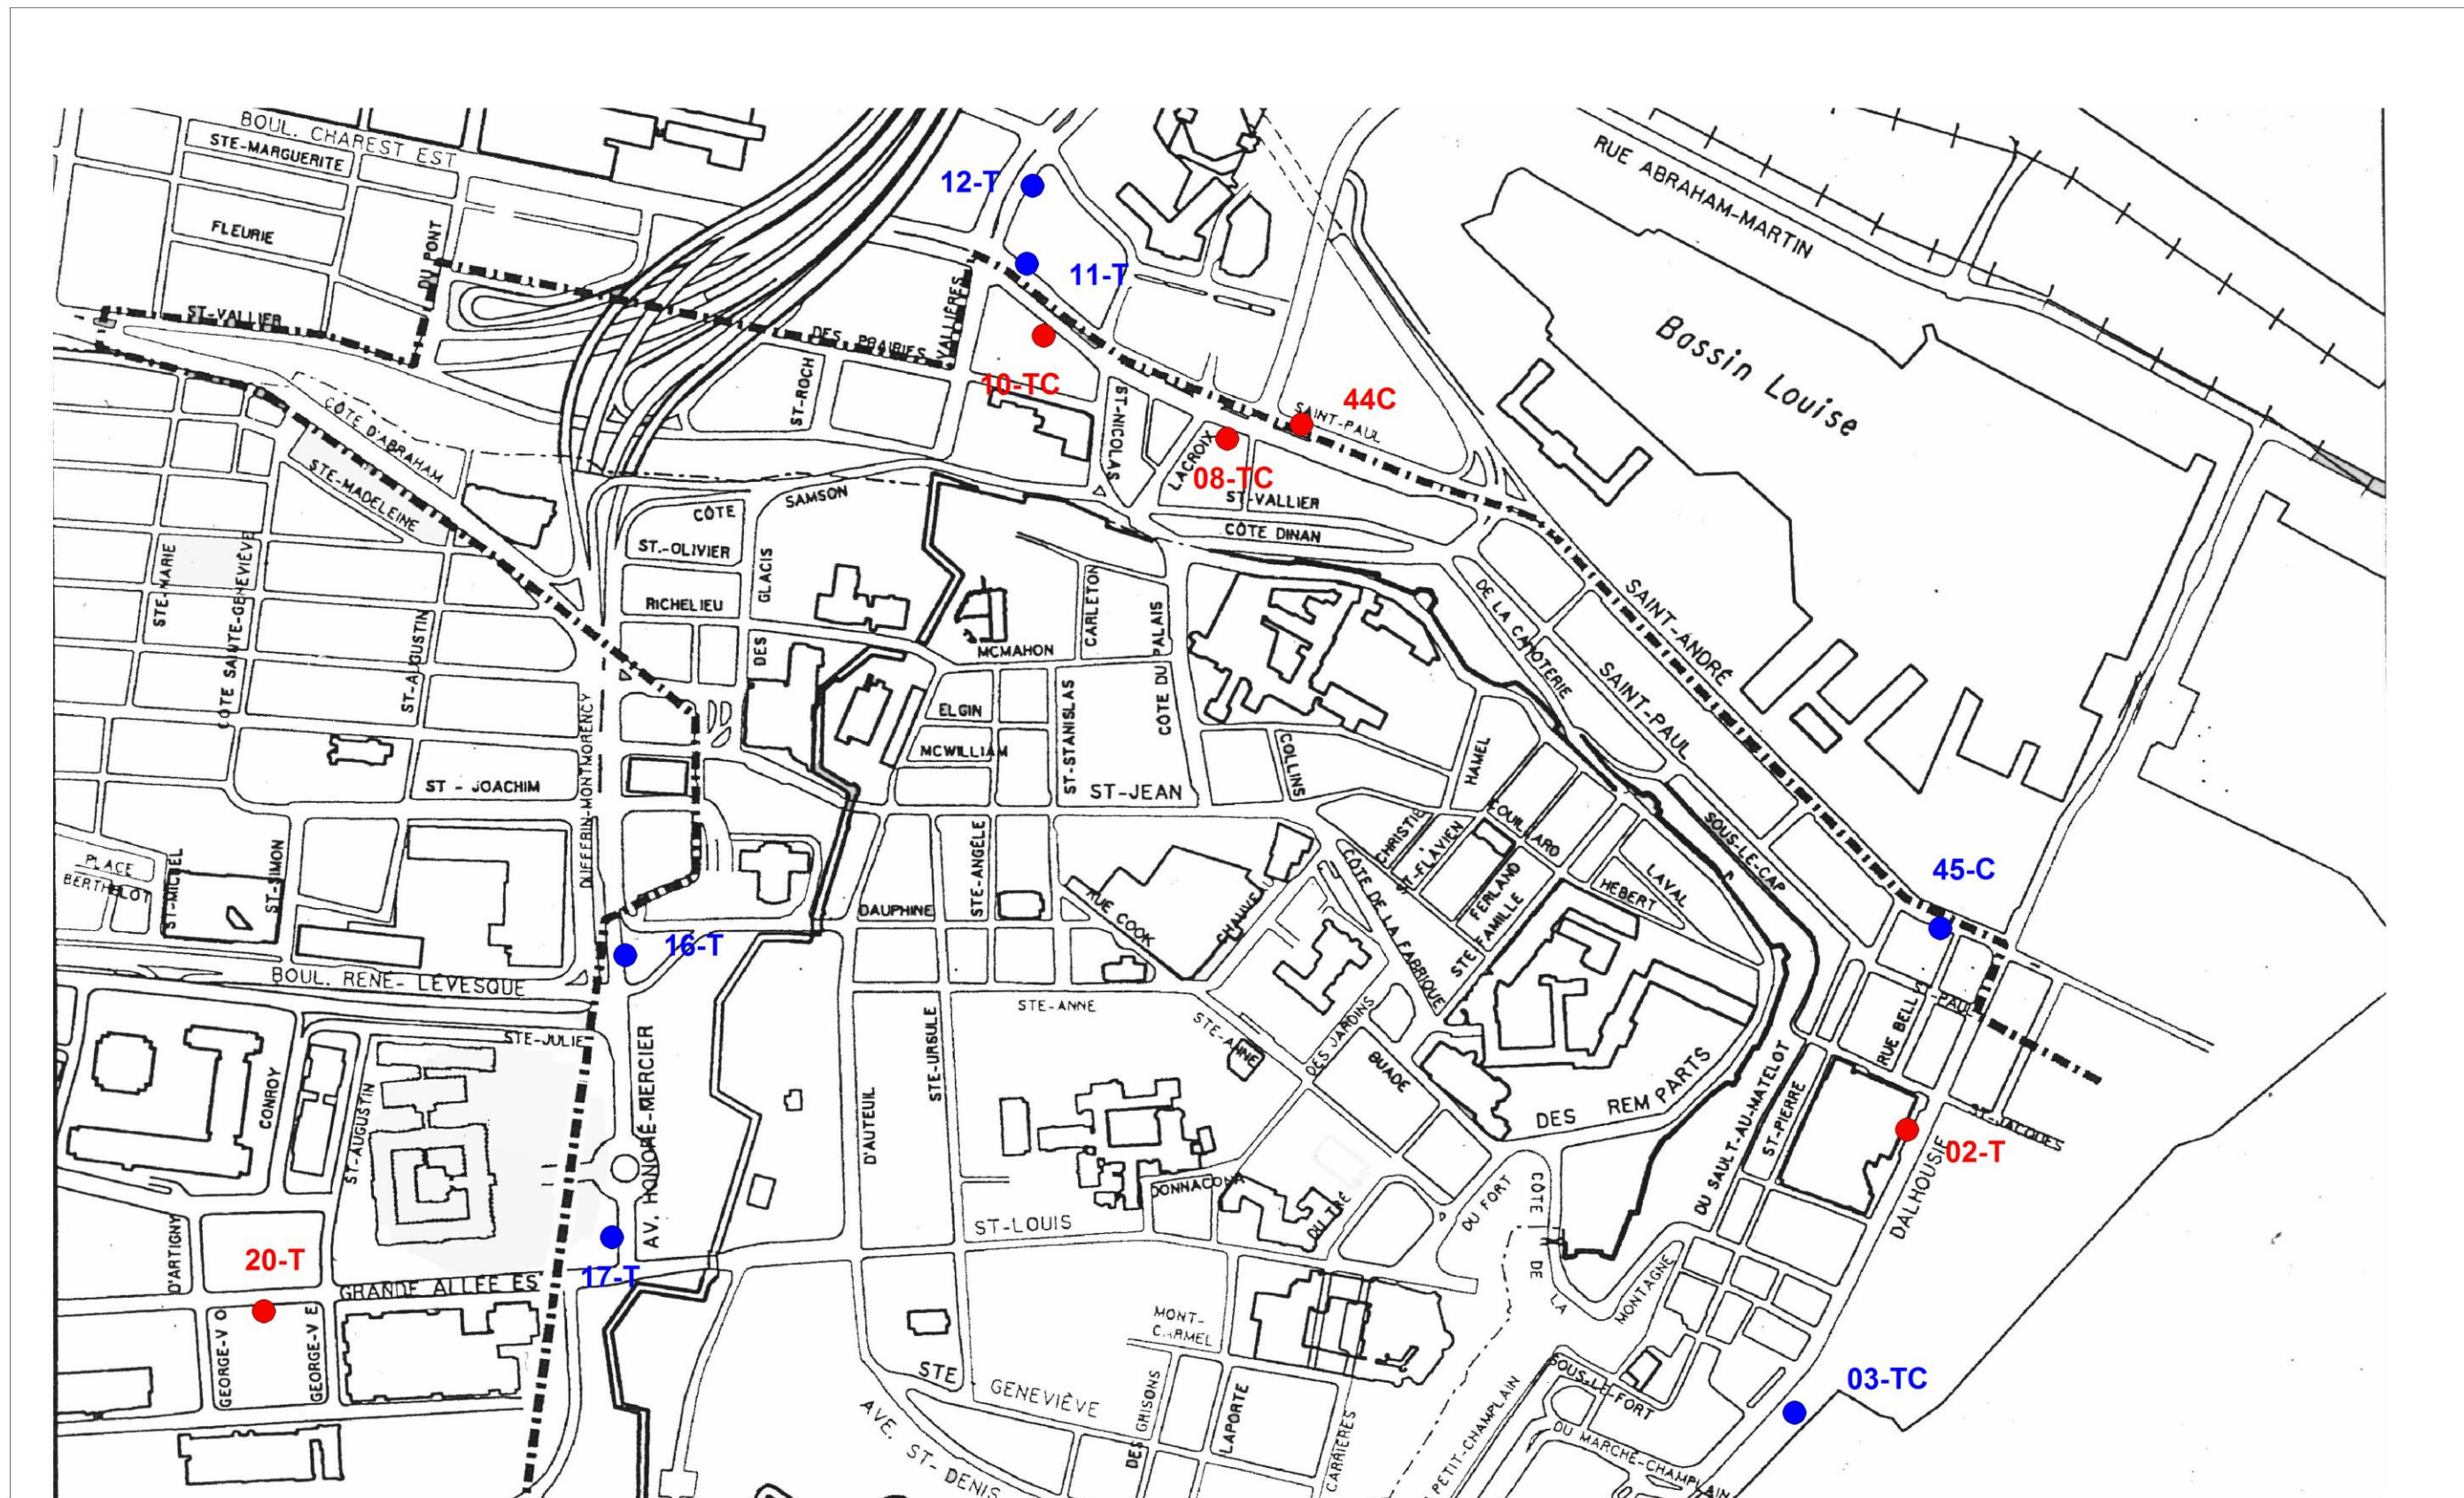 BOUL. CHAREST EST
STE-MARGUERITE
RUE ABRAHAM-MARTIN
12-T
FLEURIE
DU PONT
11-T
ST-VALLIER
DES PRAIRIES
VALLIÈRES
Bassin Louise
10-TC
44C
SAINT-PAUL
ST-ROCH
ST-NICOLAS
LACROIX
08-TC
ST-VALLIER
CÔTE D'ABRAHAM
STE-MADELEINE
CÔTE
SAMSON
CÔTE DINAN
ST.-OLIVIER
RICHELIEU
GLACIS
DES
STE-MARIE
CÔTE SAINTE-GENEVIÈVE
ST-AUGUSTIN
CARLETON
MCMAHON
CÔTE DU PALAIS
DE LA CANOTERIE
SAINT-ANDRÉ
SAINT-PAUL
ELGIN
MCWILLIAM
ST-STANISLAS
COLLINS
HAMEL
ST - JOACHIM
DUFFERIN-MONTMORENCY
ST-JEAN
COUILLARD
CHRISTIE
ST-FLAVIEN
SOUS-LE-CAP
FERLAND
STE FAMILLE
HÉBERT
LAVAL
PLACE
BERTHELOT
ST-MICHEL
ST-SIMON
45-C
DAUPHINE
STE-ANGÈLE
RUE COOK
CHAUVEAU
CÔTE DE LA FABRIQUE
16-T
BOUL. RENÉ- LÉVESQUE
STE-ANNE
STE-ANNE
DES JARDINS
BUADE
ST-PAUL
RUE BELL
STE-JULIE
AV. HONORÉ-MERCIER
STE-URSULE
D'AUTEUIL
CONROY
ST-AUGUSTIN
DES REMPARTS
DU SAULT-AU-MATELOT
ST-PIERRE
ST-JACQUES
02-T
DALHOUSIE
DONNACONA
ST-LOUIS
DU FORT
CÔTE
DE
LA
MONTAGNE
D'ARTIGNY
20-T
GRANDE ALLÉE ES
17-T
GEORGE-V O
GEORGE-V E
MONT-
CARMEL
STE
GENEVIÈVE
AVE. ST-DENIS
DES GRISONS
LAPORTE
CARRIÈRES
PETIT-CHAMPLAIN
SOUS-LE-FORT
DU MARCHÉ-CHAMPLAIN
03-TC